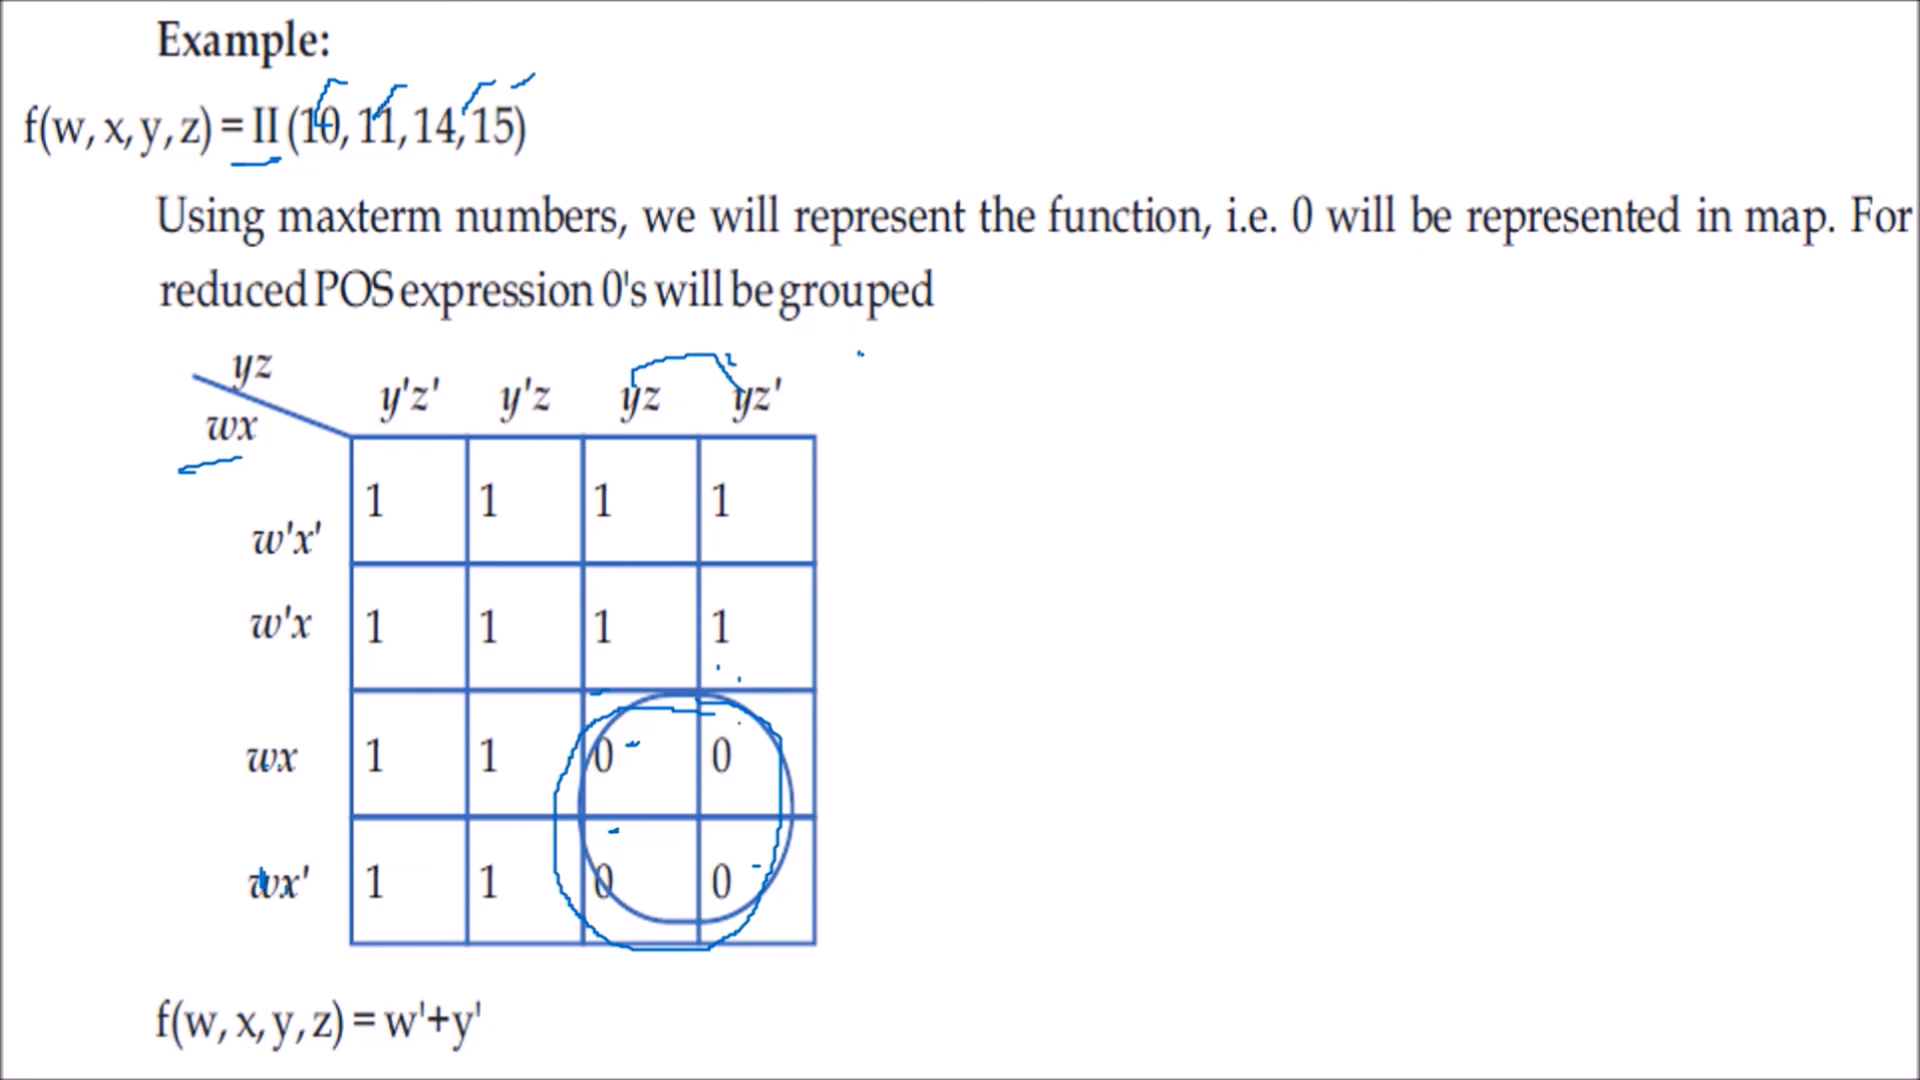 Example:
f(w, x, y, z) = II (10, 11, 14, 15)
Using maxterm numbers, we will represent the function, i.e. 0 will be represented in map. For
reduced POS expression 0's will be grouped
yz
wx
y'z' y'z yz yz'
w'x' 1 1 1 1
w'x 1 1 1 1
wx 1 1 0 0
wx' 1 1 0 0
f(w, x, y, z) = w'+y'